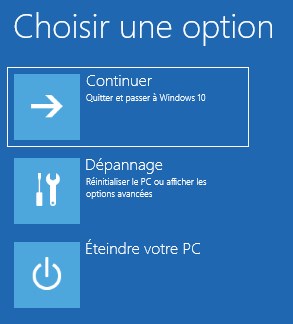 Choisir une option
Continuer
Quitter et passer à Windows 10
Dépannage
Réinitialiser le PC ou afficher les
options avancées
Éteindre votre PC